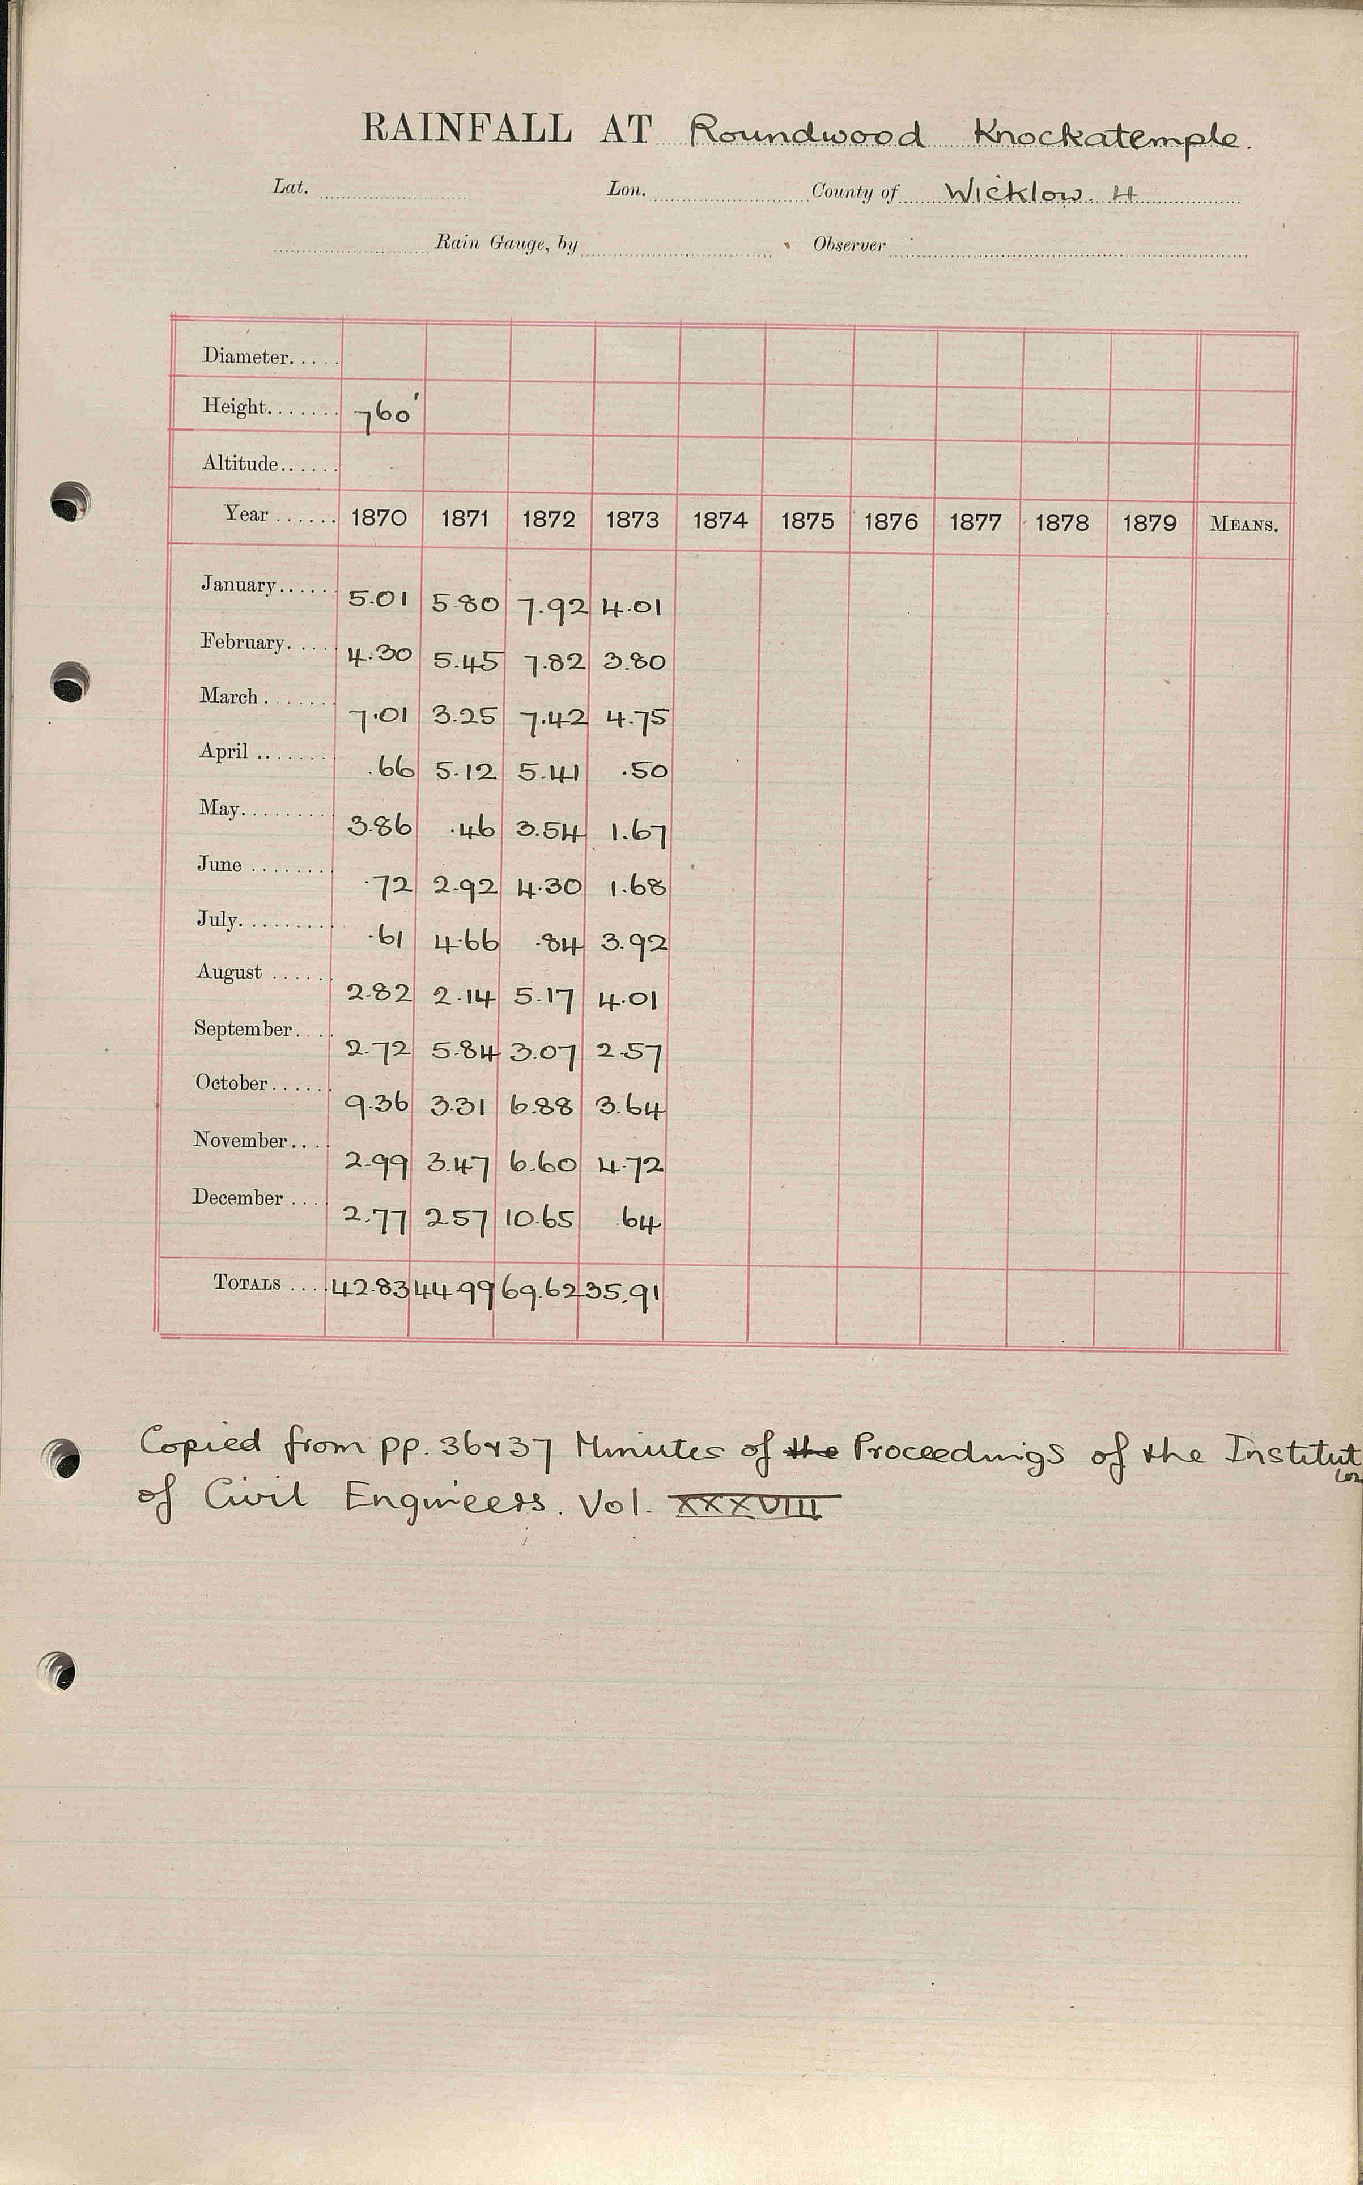 RAINFALL AT Roundwood Knockatemple.
Lat. Lon. County of Wicklow. H
Rain Gauge, by Observer
Diameter.....
Height....... 760'
Altitude......
Year ...... 1870 1871 1872 1873 1874 1875 1876 1877 1878 1879 MEANS.
January...... 5.01 5.80 7.92 4.01
February..... 4.30 5.45 7.82 3.80
March ....... 7.01 3.25 7.42 4.75
April ........ .66 5.12 5.41 .50
May......... 3.86 .46 3.54 1.67
June ........ .72 2.92 4.30 1.68
July.......... .61 4.66 .84 3.92
August ...... 2.82 2.14 5.17 4.01
September.... 2.72 5.84 3.07 2.57
October...... 9.36 3.31 6.88 3.64
November.... 2.99 3.47 6.60 4.72
December .... 2.77 2.57 10.65 .64
TOTALS .... 42.83 44.99 69.62 35.91
Copied from pp. 36 & 37 Minutes of the Proceedings of the Institution
of Civil Engineers. Vol. XXXVIII